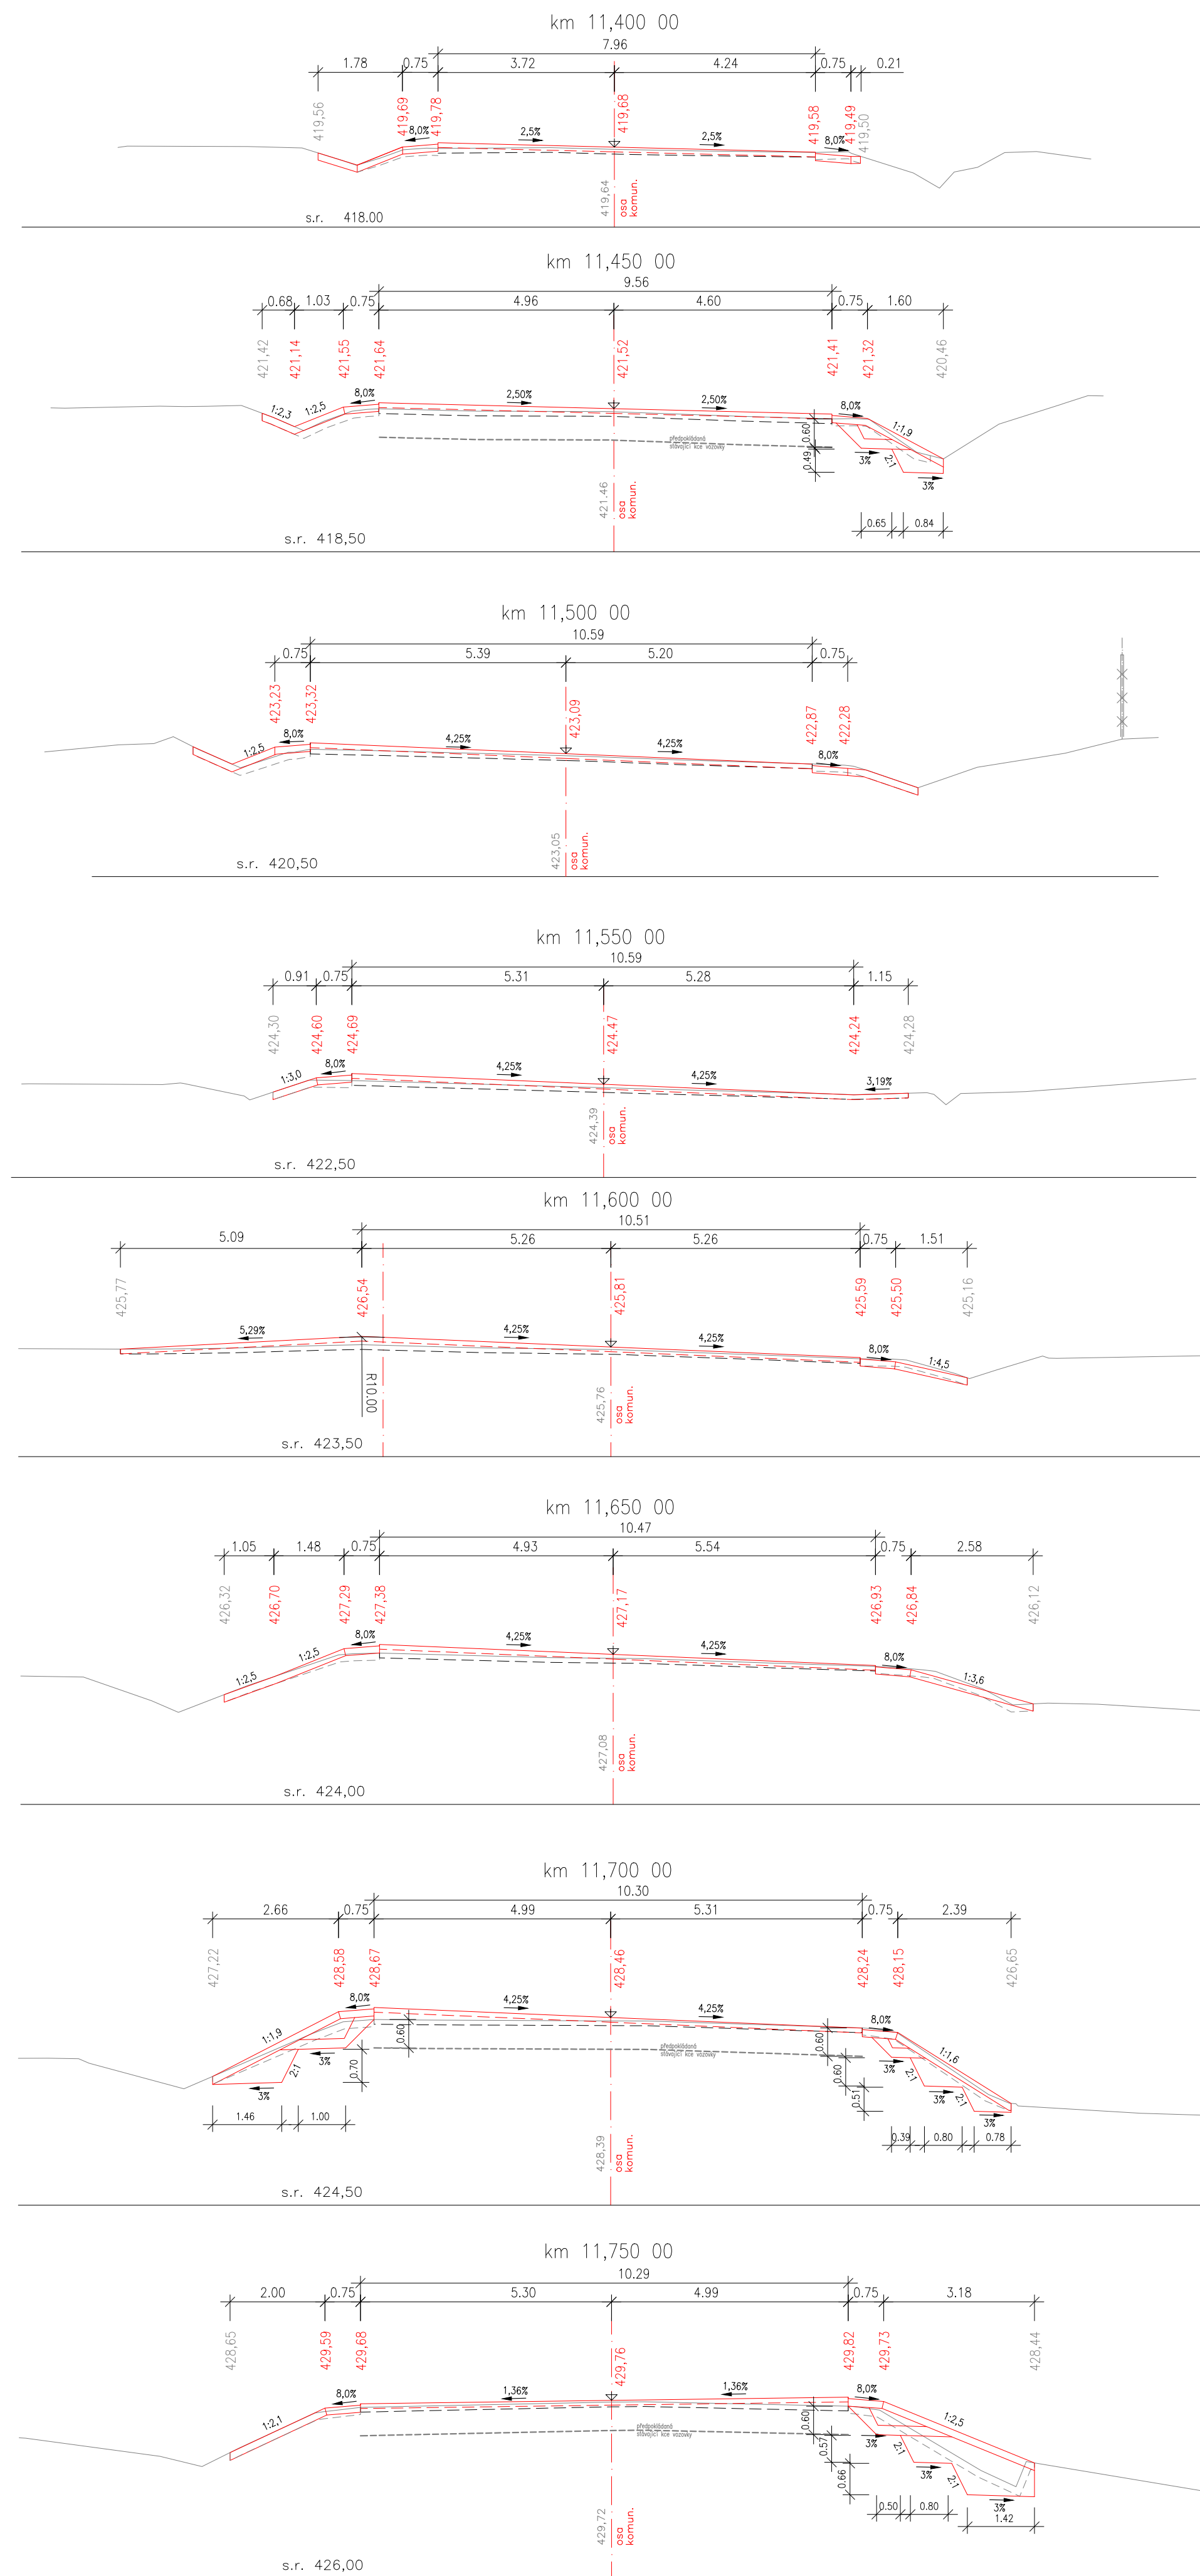 km 11,400 00
7.96
1.78 0.75 3.72 4.24 0.75 0.21
419,56 419,69 419,78 419,68 419,58 419,49 419,50
8,0% 2,5% 2,5% 8,0%
419,64 osa komun.
s.r. 418.00
km 11,450 00
9.56
0.68 1.03 0.75 4.96 4.60 0.75 1.60
421,42 421,14 421,55 421,64 421,52 421,41 421,32 420,46
1:2,3 1:2,5 8,0% 2,50% 2,50% 8,0% 1:1,9
předpokládaná
stávající kce vozovky
0.60 0.49 3% 2:1 3%
421.46 osa komun.
0.65 0.84
s.r. 418,50
km 11,500 00
10.59
0.75 5.39 5.20 0.75
423,23 423,32 423,09 422,87 422,28
1:2,5 8,0% 4,25% 4,25% 8,0%
423,05 osa komun.
s.r. 420,50
km 11,550 00
10.59
0.91 0.75 5.31 5.28 1.15
424,30 424,60 424,69 424.47 424,24 424,28
1:3,0 8,0% 4,25% 4,25% 3,19%
424,39 osa komun.
s.r. 422,50
km 11,600 00
10.51
5.09 5.26 5.26 0.75 1.51
425,77 426,54 425,81 425,59 425,50 425,16
5,29% 4,25% 4,25% 8,0% 1:4,5
R10.00
425,76 osa komun.
s.r. 423,50
km 11,650 00
10.47
1.05 1.48 0.75 4.93 5.54 0.75 2.58
426,32 426,70 427,29 427,38 427,17 426,93 426,84 426,12
1:2,5 1:2,5 8,0% 4,25% 4,25% 8,0% 1:3,6
427,08 osa komun.
s.r. 424,00
km 11,700 00
10.30
2.66 0.75 4.99 5.31 0.75 2.39
427,22 428,58 428,67 428,46 428,24 428,15 426,65
1:1,9 8,0% 4,25% 4,25% 8,0% 1:1,6
předpokládaná
stávající kce vozovky
3% 2:1 3% 0.70 0.60 0.60 0.60 0.51 3% 2:1 3% 2:1 3%
1.46 1.00 0.39 0.80 0.78
428,39 osa komun.
s.r. 424,50
km 11,750 00
10.29
2.00 0.75 5.30 4.99 0.75 3.18
428,65 429,59 429,68 429,76 429,82 429,73 428,44
1:2,1 8,0% 1,36% 1,36% 8,0% 1:2,5
předpokládaná
stávající kce vozovky
0.60 0.57 0.66 3% 2:1 3% 2:1 3%
0.50 0.80 1.42
429,72 osa komun.
s.r. 426,00